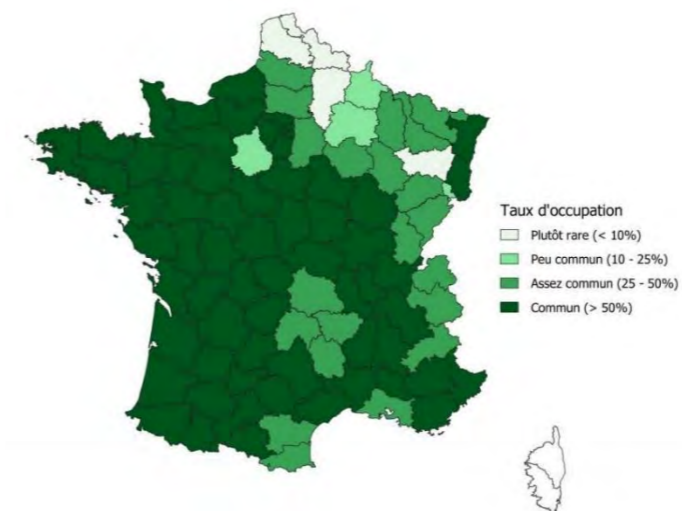 Taux d'occupation
Plutôt rare (< 10%)
Peu commun (10 - 25%)
Assez commun (25 - 50%)
Commun (> 50%)